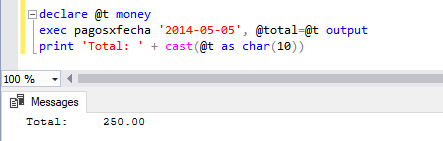 declare @t money
exec pagosxfecha '2014-05-05', @total=@t output
print 'Total: ' + cast(@t as char(10))
100 %
Messages
Total:     250.00